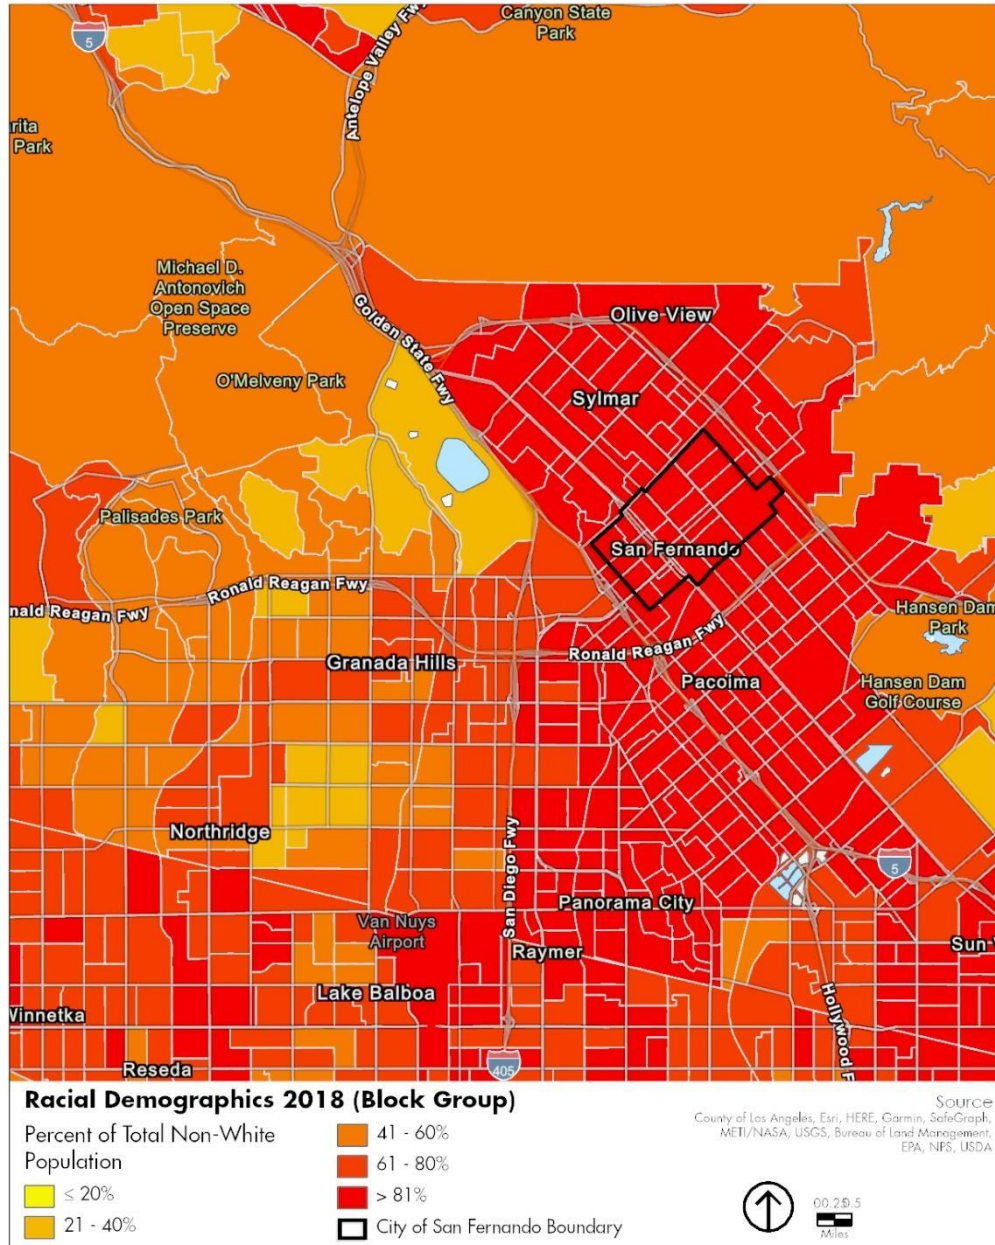 Canyon State
Park
5
Antelope Valley Fwy
rita
Park
Michael D.
Antonovich
Open Space
Preserve
Golden State Fwy
Olive View
O'Melveny Park
Sylmar
Palisades Park
San Fernando
Ronald Reagan Fwy
nald Reagan Fwy
Hansen Dam
Park
Ronald Reagan Fwy
Granada Hills
Pacoima
Hansen Dam
Golf Course
Northridge
San Diego Fwy
5
Panorama City
Van Nuys
Airport
Raymer
Sun
Lake Balboa
Winnetka
Hollywood F
Reseda
405
Racial Demographics 2018 (Block Group)
Percent of Total Non-White
Population
≤ 20%
21 - 40%
41 - 60%
61 - 80%
> 81%
City of San Fernando Boundary
Source
County of Los Angeles, Esri, HERE, Garmin, SafeGraph,
METI/NASA, USGS, Bureau of Land Management,
EPA, NPS, USDA
Miles